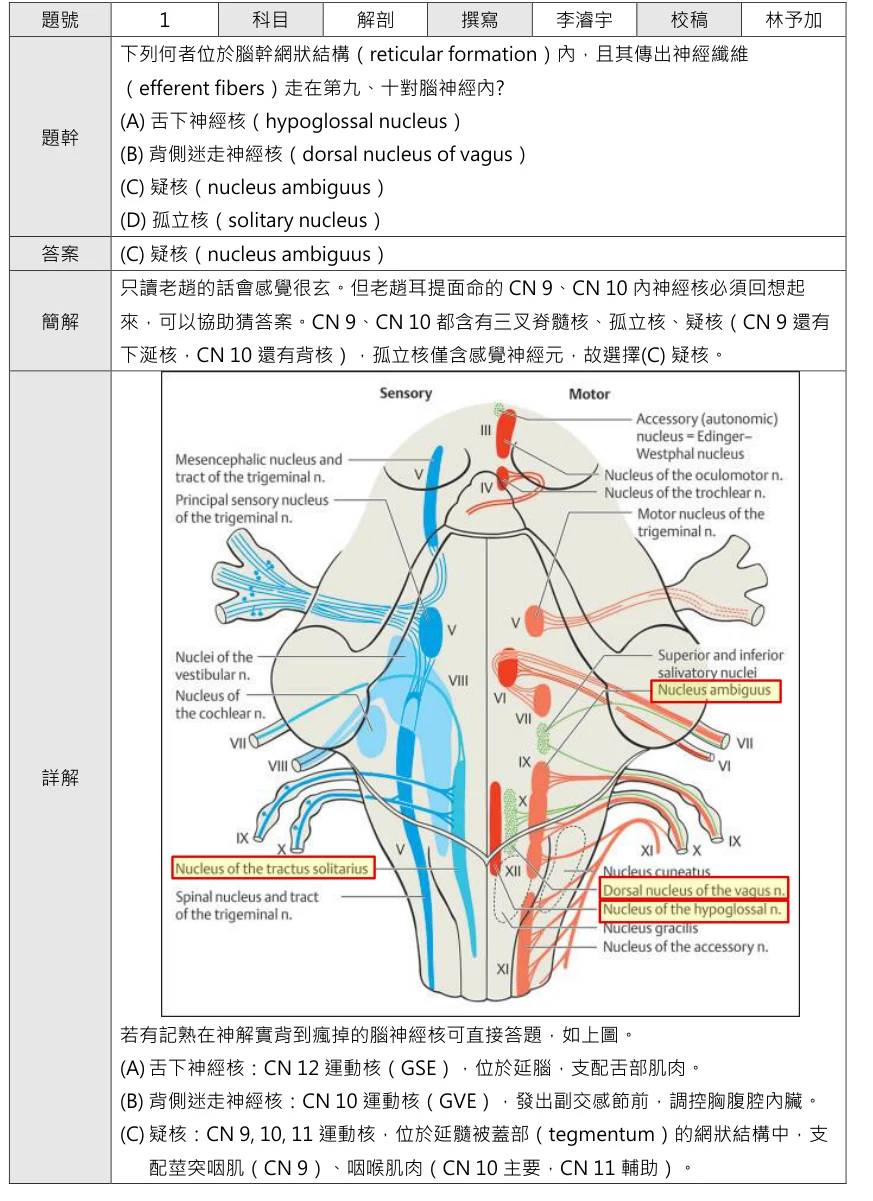 題號 1 科目 解剖 撰寫 李濬宇 校稿 林予加
題幹
下列何者位於腦幹網狀結構（reticular formation）內，且其傳出神經纖維
（efferent fibers）走在第九、十對腦神經內?
(A) 舌下神經核（hypoglossal nucleus）
(B) 背側迷走神經核（dorsal nucleus of vagus）
(C) 疑核（nucleus ambiguus）
(D) 孤立核（solitary nucleus）
答案 (C) 疑核（nucleus ambiguus）
簡解
只讀老趙的話會感覺很玄。但老趙耳提面命的 CN 9、CN 10 內神經核必須回想起
來，可以協助猜答案。CN 9、CN 10 都含有三叉脊髓核、孤立核、疑核（CN 9 還有
下涎核，CN 10 還有背核），孤立核僅含感覺神經元，故選擇(C) 疑核。
詳解
Sensory
Motor
Mesencephalic nucleus and
tract of the trigeminal n.
Principal sensory nucleus
of the trigeminal n.
Nuclei of the
vestibular n.
Nucleus of
the cochlear n.
VII
VIII
IX
X
Nucleus of the tractus solitarius
Spinal nucleus and tract
of the trigeminal n.
V
V
VIII
V
III
IV
V
VI
VII
IX
X
XII
XI
Accessory (autonomic)
nucleus = Edinger–
Westphal nucleus
Nucleus of the oculomotor n.
Nucleus of the trochlear n.
Motor nucleus of the
trigeminal n.
Superior and inferior
salivatory nuclei
Nucleus ambiguus
VII
VI
IX
X
XI
Nucleus cuneatus
Dorsal nucleus of the vagus n.
Nucleus of the hypoglossal n.
Nucleus gracilis
Nucleus of the accessory n.
若有記熟在神解實背到瘋掉的腦神經核可直接答題，如上圖。
(A) 舌下神經核：CN 12 運動核（GSE），位於延腦，支配舌部肌肉。
(B) 背側迷走神經核：CN 10 運動核（GVE），發出副交感節前，調控胸腹腔內臟。
(C) 疑核：CN 9, 10, 11 運動核，位於延髓被蓋部（tegmentum）的網狀結構中，支
配莖突咽肌（CN 9）、咽喉肌肉（CN 10 主要，CN 11 輔助）。